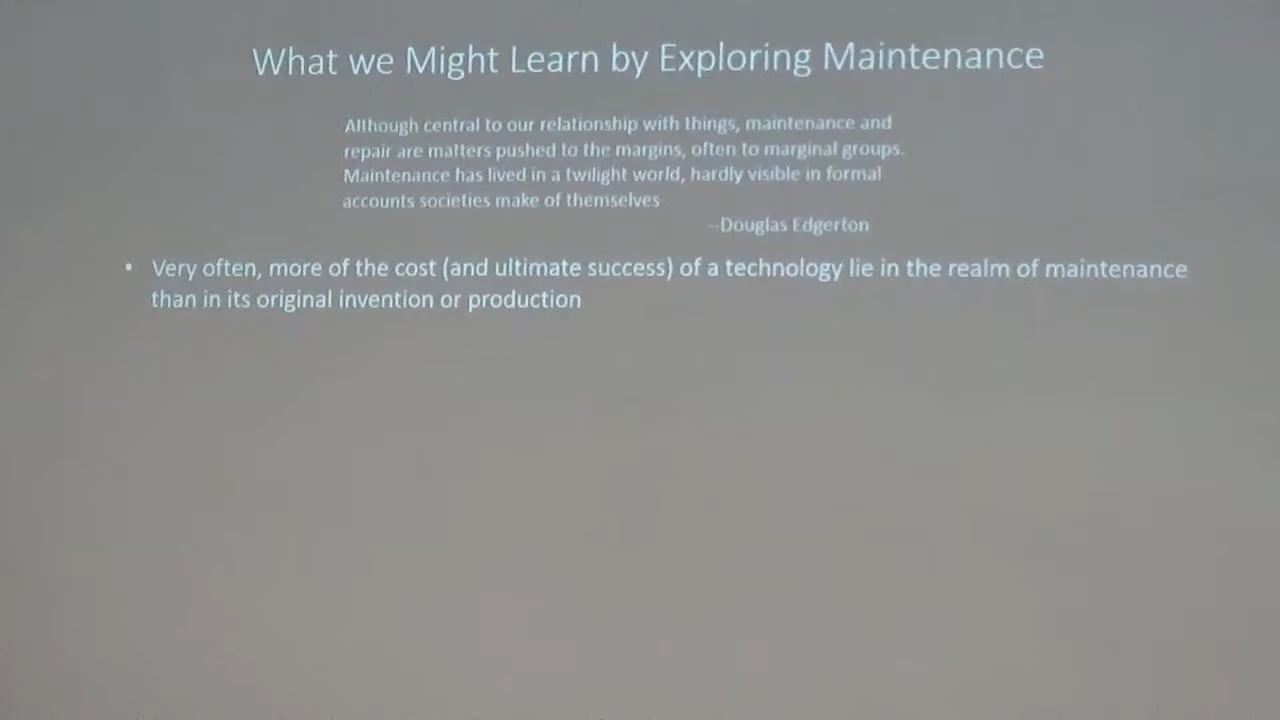 What we Might Learn by Exploring Maintenance
Although central to our relationship with things, maintenance and
repair are matters pushed to the margins, often to marginal groups.
Maintenance has lived in a twilight world, hardly visible in formal
accounts societies make of themselves
--Douglas Edgerton
• Very often, more of the cost (and ultimate success) of a technology lie in the realm of maintenance
than in its original invention or production